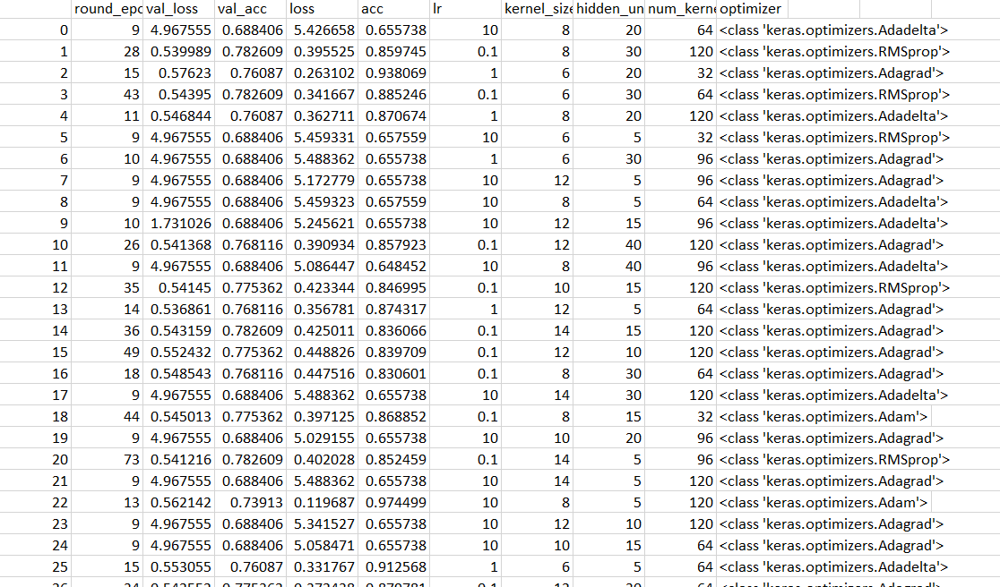 round_epo val_loss val_acc loss acc lr kernel_size hidden_un num_kerne optimizer
0 9 4.967555 0.688406 5.426658 0.655738 10 8 20 64 <class 'keras.optimizers.Adadelta'>
1 28 0.539989 0.782609 0.395525 0.859745 0.1 8 30 120 <class 'keras.optimizers.RMSprop'>
2 15 0.57623 0.76087 0.263102 0.938069 1 6 20 32 <class 'keras.optimizers.Adagrad'>
3 43 0.54395 0.782609 0.341667 0.885246 0.1 6 30 64 <class 'keras.optimizers.RMSprop'>
4 11 0.546844 0.76087 0.362711 0.870674 1 8 20 120 <class 'keras.optimizers.Adadelta'>
5 9 4.967555 0.688406 5.459331 0.657559 10 6 5 32 <class 'keras.optimizers.RMSprop'>
6 10 4.967555 0.688406 5.488362 0.655738 1 6 30 96 <class 'keras.optimizers.Adagrad'>
7 9 4.967555 0.688406 5.172779 0.655738 10 12 5 96 <class 'keras.optimizers.Adagrad'>
8 9 4.967555 0.688406 5.459323 0.657559 10 8 5 64 <class 'keras.optimizers.Adadelta'>
9 10 1.731026 0.688406 5.245621 0.655738 10 12 15 96 <class 'keras.optimizers.Adadelta'>
10 26 0.541368 0.768116 0.390934 0.857923 0.1 12 40 120 <class 'keras.optimizers.Adagrad'>
11 9 4.967555 0.688406 5.086447 0.648452 10 8 40 96 <class 'keras.optimizers.Adadelta'>
12 35 0.54145 0.775362 0.423344 0.846995 0.1 10 15 120 <class 'keras.optimizers.RMSprop'>
13 14 0.536861 0.768116 0.356781 0.874317 1 12 5 64 <class 'keras.optimizers.Adagrad'>
14 36 0.543159 0.782609 0.425011 0.836066 0.1 14 15 120 <class 'keras.optimizers.Adagrad'>
15 49 0.552432 0.775362 0.448826 0.839709 0.1 12 10 120 <class 'keras.optimizers.Adagrad'>
16 18 0.548543 0.768116 0.447516 0.830601 0.1 8 30 64 <class 'keras.optimizers.Adagrad'>
17 9 4.967555 0.688406 5.488362 0.655738 10 14 30 120 <class 'keras.optimizers.Adadelta'>
18 44 0.545013 0.775362 0.397125 0.868852 0.1 8 15 32 <class 'keras.optimizers.Adam'>
19 9 4.967555 0.688406 5.029155 0.655738 10 10 20 96 <class 'keras.optimizers.Adagrad'>
20 73 0.541216 0.782609 0.402028 0.852459 0.1 14 5 96 <class 'keras.optimizers.RMSprop'>
21 9 4.967555 0.688406 5.488362 0.655738 10 14 5 120 <class 'keras.optimizers.Adagrad'>
22 13 0.562142 0.73913 0.119687 0.974499 10 8 5 120 <class 'keras.optimizers.Adam'>
23 9 4.967555 0.688406 5.341527 0.655738 10 12 10 120 <class 'keras.optimizers.Adagrad'>
24 9 4.967555 0.688406 5.058471 0.655738 10 10 15 64 <class 'keras.optimizers.Adagrad'>
25 15 0.553055 0.76087 0.331767 0.912568 1 6 5 64 <class 'keras.optimizers.Adadelta'>